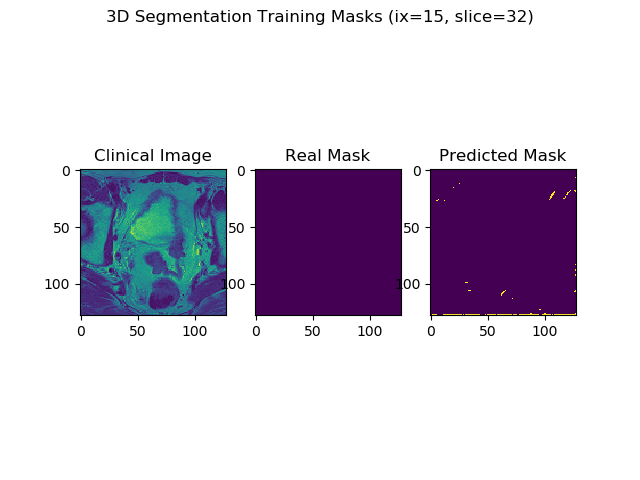 3D Segmentation Training Masks (ix=15, slice=32)
Clinical Image Real Mask Predicted Mask
0 0 0
50 50 50
100 100 100
0 50 100 0 50 100 0 50 100